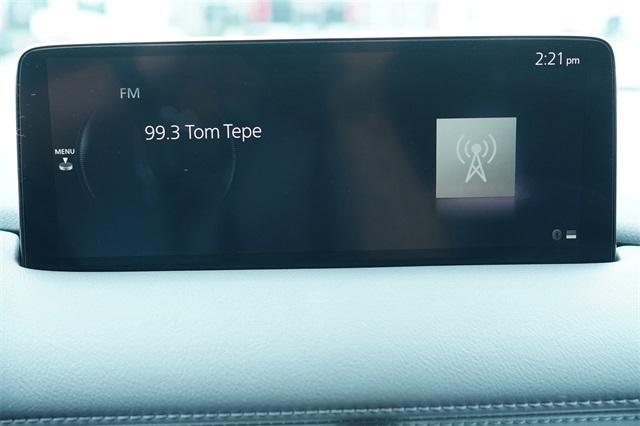 2:21 pm
FM
99.3 Tom Tepe
MENU